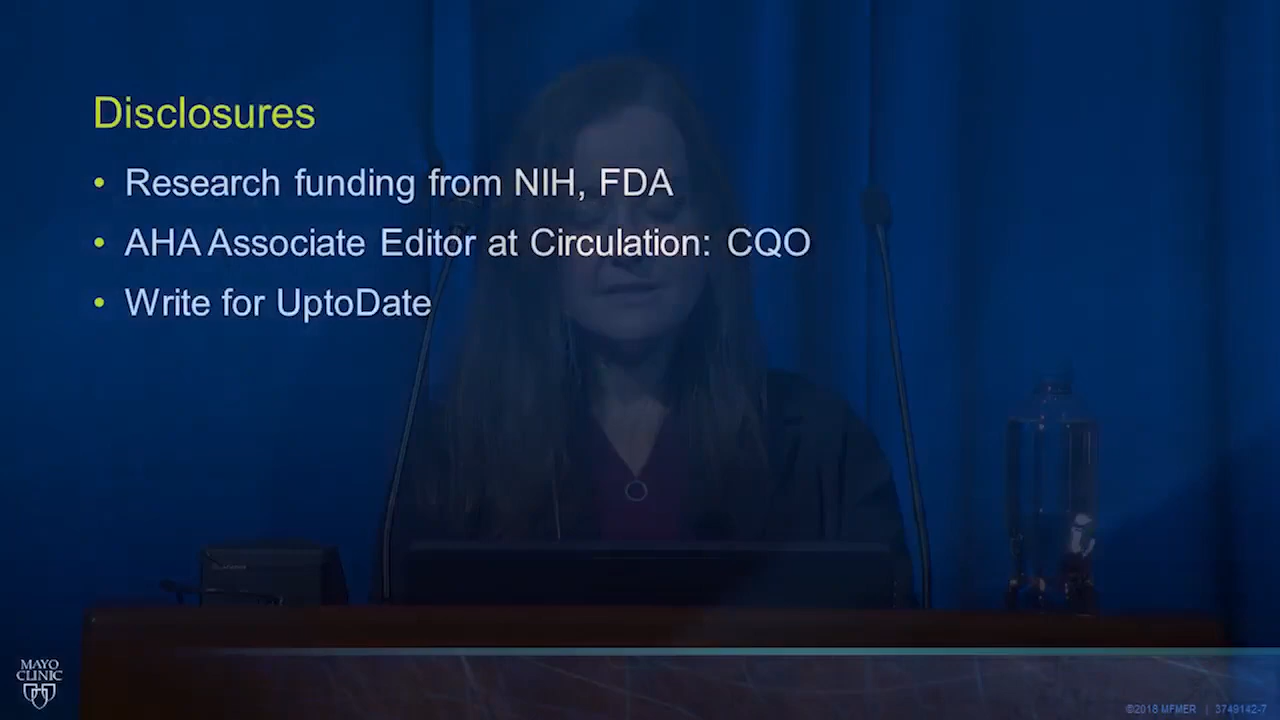 Disclosures
• Research funding from NIH, FDA
• AHA Associate Editor at Circulation: CQO
• Write for UptoDate
MAYO
CLINIC
©2018 MFMER | 3749142-7